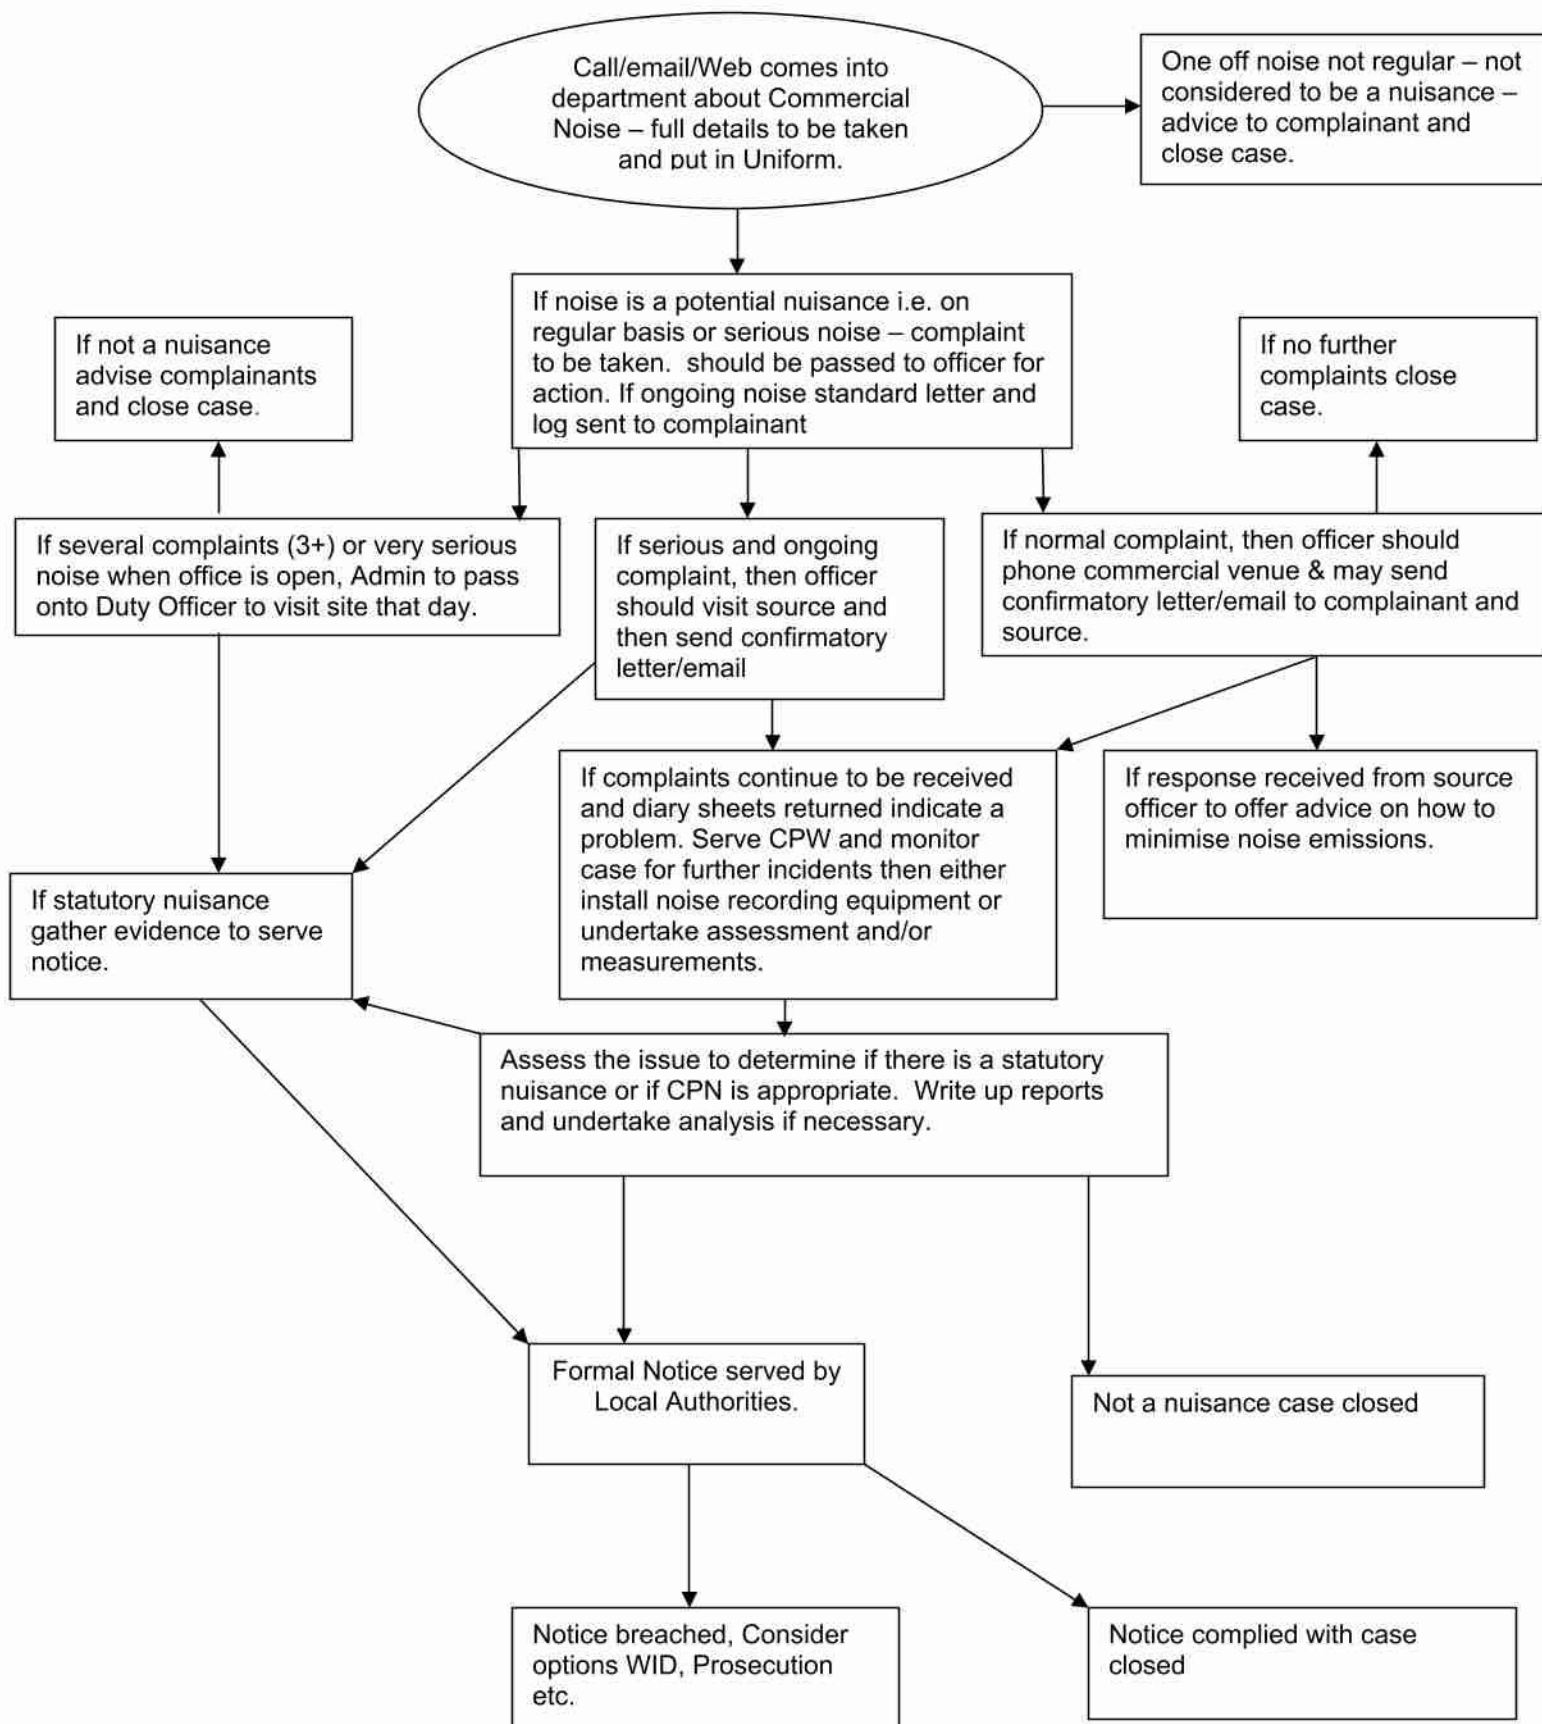 Call/email/Web comes into
department about Commercial
Noise – full details to be taken
and put in Uniform.
One off noise not regular – not
considered to be a nuisance –
advice to complainant and
close case.
If noise is a potential nuisance i.e. on
regular basis or serious noise – complaint
to be taken.  should be passed to officer for
action. If ongoing noise standard letter and
log sent to complainant
If not a nuisance
advise complainants
and close case.
If no further
complaints close
case.
If several complaints (3+) or very serious
noise when office is open, Admin to pass
onto Duty Officer to visit site that day.
If serious and ongoing
complaint, then officer
should visit source and
then send confirmatory
letter/email
If normal complaint, then officer should
phone commercial venue & may send
confirmatory letter/email to complainant and
source.
If complaints continue to be received
and diary sheets returned indicate a
problem. Serve CPW and monitor
case for further incidents then either
install noise recording equipment or
undertake assessment and/or
measurements.
If response received from source
officer to offer advice on how to
minimise noise emissions.
If statutory nuisance
gather evidence to serve
notice.
Assess the issue to determine if there is a statutory
nuisance or if CPN is appropriate.  Write up reports
and undertake analysis if necessary.
Formal Notice served by
Local Authorities.
Not a nuisance case closed
Notice breached, Consider
options WID, Prosecution
etc.
Notice complied with case
closed